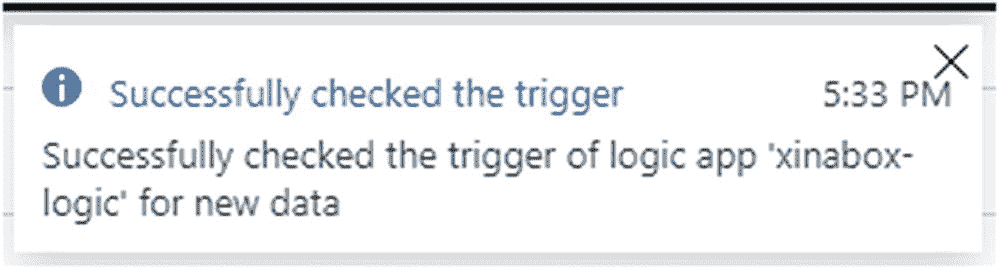 Successfully checked the trigger 5:33 PM
Successfully checked the trigger of logic app 'xinabox-
logic' for new data